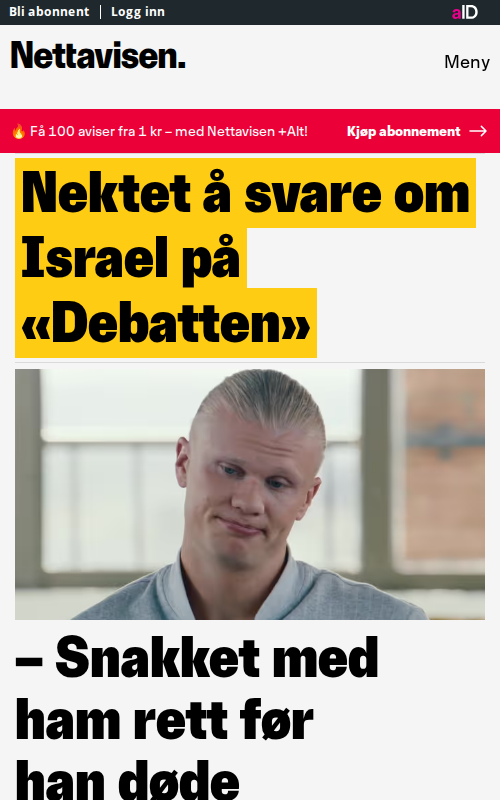 Bli abonnent | Logg inn
aID
Nettavisen.
Meny
🔥 Få 100 aviser fra 1 kr – med Nettavisen +Alt!
Kjøp abonnement →
Nektet å svare om
Israel på
«Debatten»
– Snakket med
ham rett før
han døde